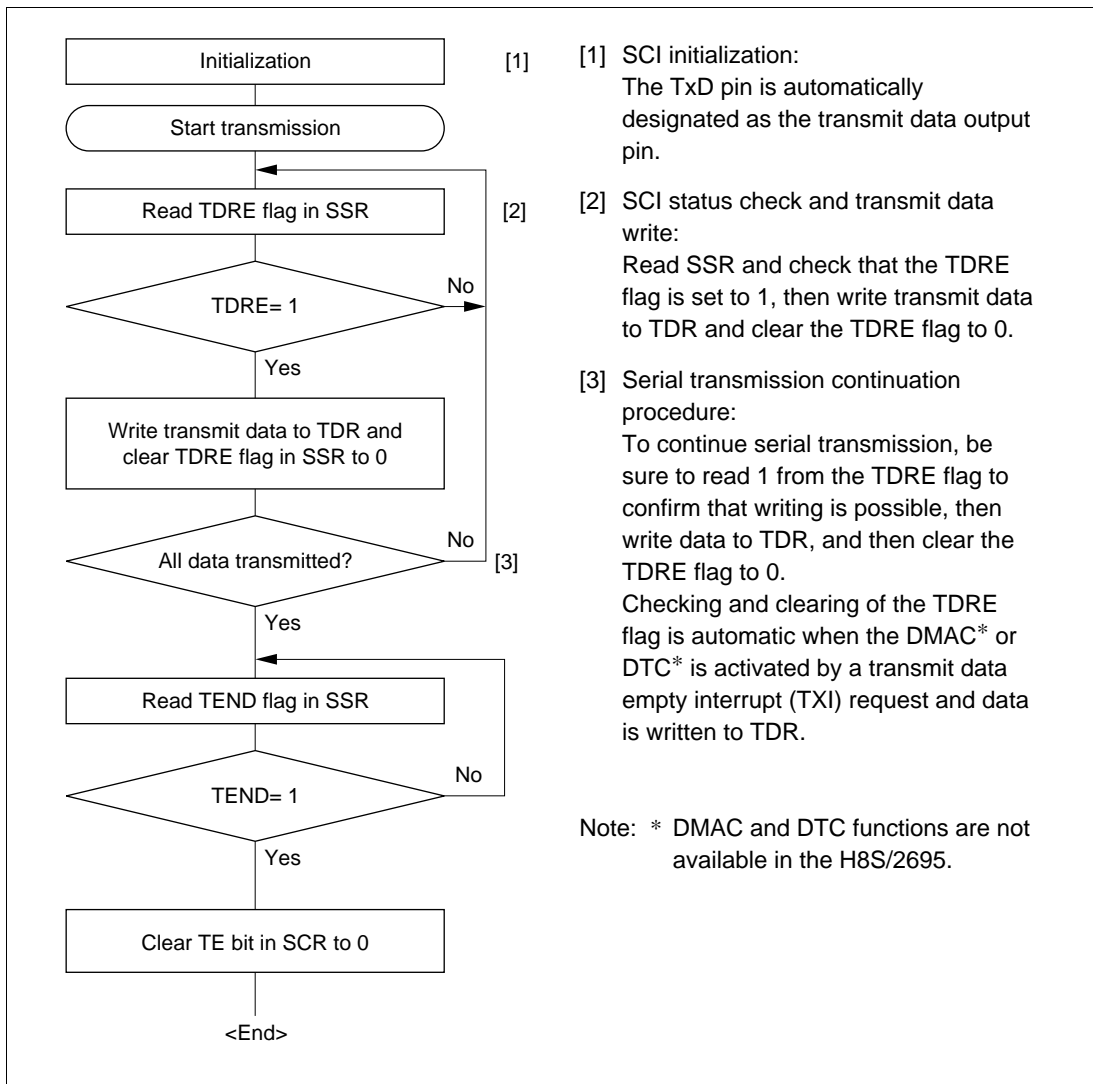 Initialization
[1]
Start transmission
Read TDRE flag in SSR
[2]
TDRE= 1
No
Yes
Write transmit data to TDR and
clear TDRE flag in SSR to 0
All data transmitted?
No
[3]
Yes
Read TEND flag in SSR
TEND= 1
No
Yes
Clear TE bit in SCR to 0
<End>
[1] SCI initialization:
The TxD pin is automatically
designated as the transmit data output
pin.
[2] SCI status check and transmit data
write:
Read SSR and check that the TDRE
flag is set to 1, then write transmit data
to TDR and clear the TDRE flag to 0.
[3] Serial transmission continuation
procedure:
To continue serial transmission, be
sure to read 1 from the TDRE flag to
confirm that writing is possible, then
write data to TDR, and then clear the
TDRE flag to 0.
Checking and clearing of the TDRE
flag is automatic when the DMAC* or
DTC* is activated by a transmit data
empty interrupt (TXI) request and data
is written to TDR.
Note: * DMAC and DTC functions are not
available in the H8S/2695.